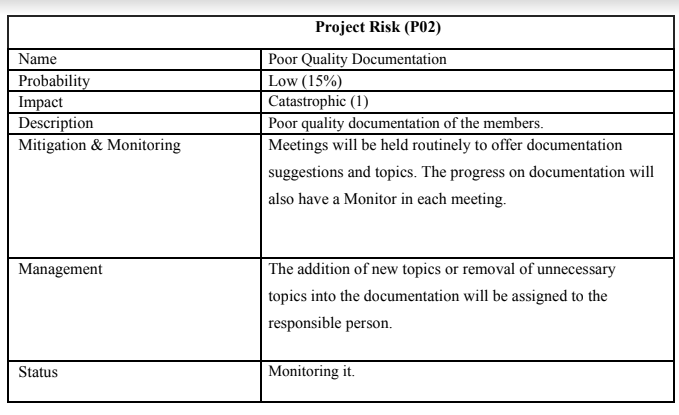 Project Risk (P02)
Name
Poor Quality Documentation
Probability
Low (15%)
Impact
Catastrophic (1)
Description
Poor quality documentation of the members.
Mitigation & Monitoring
Meetings will be held routinely to offer documentation
suggestions and topics. The progress on documentation will
also have a Monitor in each meeting.
Management
The addition of new topics or removal of unnecessary
topics into the documentation will be assigned to the
responsible person.
Status
Monitoring it.